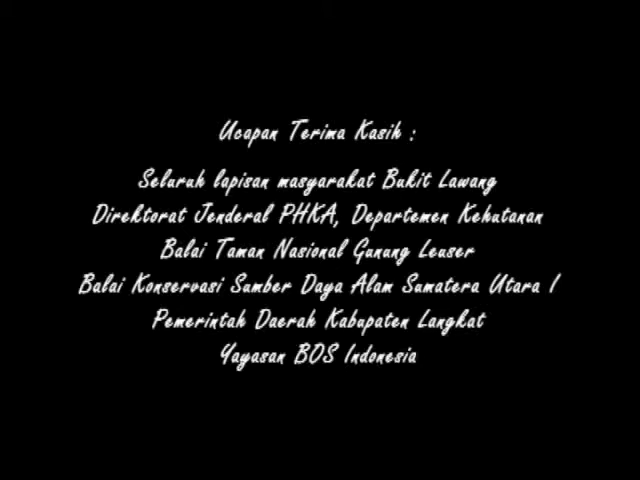 Ucapan Terima Kasih :
Seluruh lapisan masyarakat Bukit Lawang
Direktorat Jenderal PHKA, Departemen Kehutanan
Balai Taman Nasional Gunung Leuser
Balai Konservasi Sumber Daya Alam Sumatera Utara I
Pemerintah Daerah Kabupaten Langkat
Yayasan BOS Indonesia